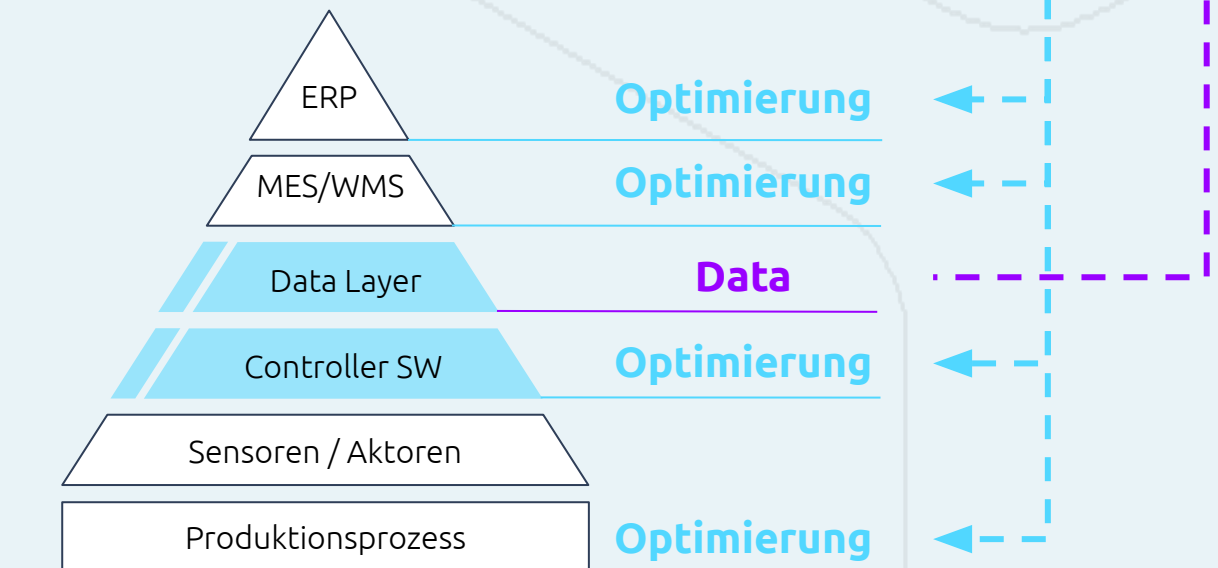 ERP
Optimierung
MES/WMS
Optimierung
Data Layer
Data
Controller SW
Optimierung
Sensoren / Aktoren
Produktionsprozess
Optimierung